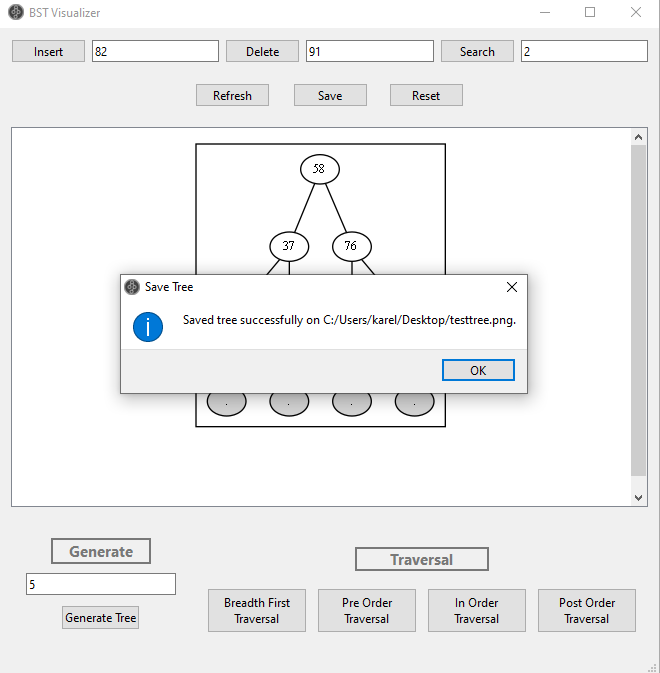 BST Visualizer
Insert 82 Delete 91 Search 2
Refresh Save Reset
58
37 76
Save Tree
Saved tree successfully on C:/Users/karel/Desktop/testtree.png.
OK
. . . .
Generate
Traversal
5
Generate Tree
Breadth First Traversal
Pre Order Traversal
In Order Traversal
Post Order Traversal